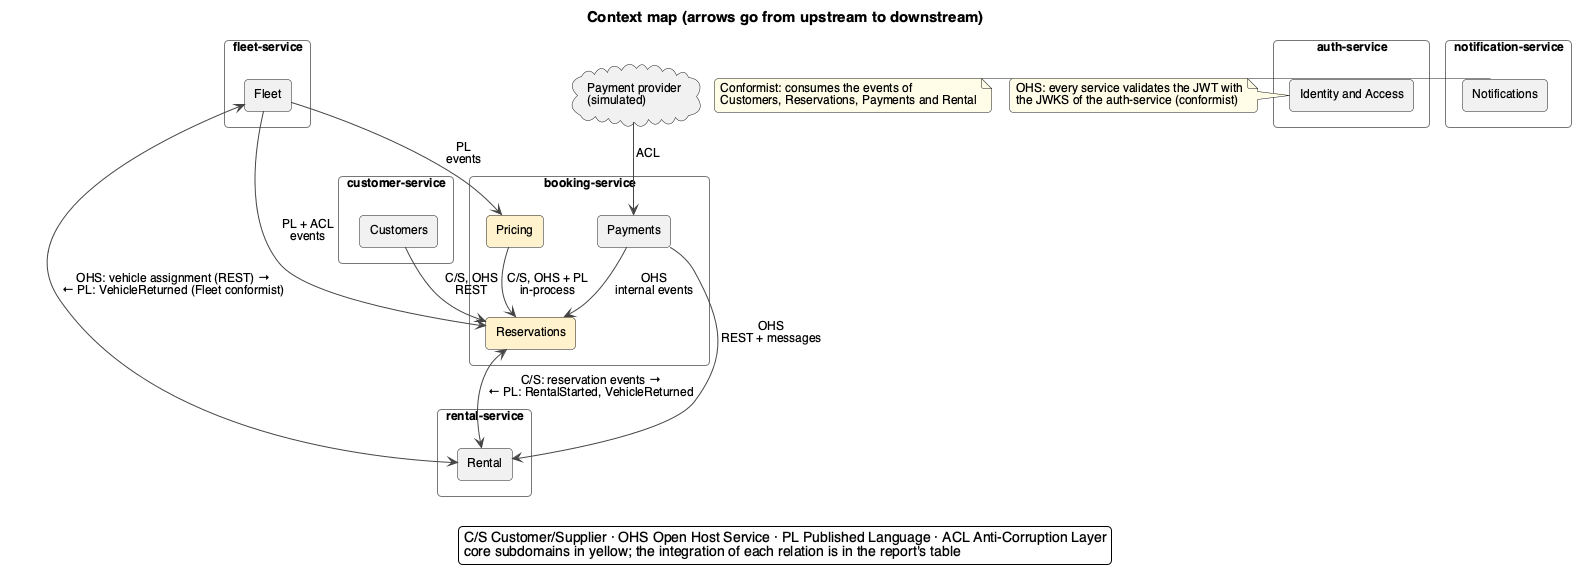 Context map (arrows go from upstream to downstream)
fleet-service
Fleet
Payment provider
(simulated)
Conformist: consumes the events of
Customers, Reservations, Payments and Rental
OHS: every service validates the JWT with
the JWKS of the auth-service (conformist)
auth-service
Identity and Access
notification-service
Notifications
PL
events
ACL
customer-service
Customers
booking-service
Pricing
Payments
PL + ACL
events
OHS: vehicle assignment (REST) →
← PL: VehicleReturned (Fleet conformist)
C/S, OHS
REST
C/S, OHS + PL
in-process
OHS
internal events
Reservations
OHS
REST + messages
C/S: reservation events →
← PL: RentalStarted, VehicleReturned
rental-service
Rental
C/S Customer/Supplier · OHS Open Host Service · PL Published Language · ACL Anti-Corruption Layer
core subdomains in yellow; the integration of each relation is in the report's table